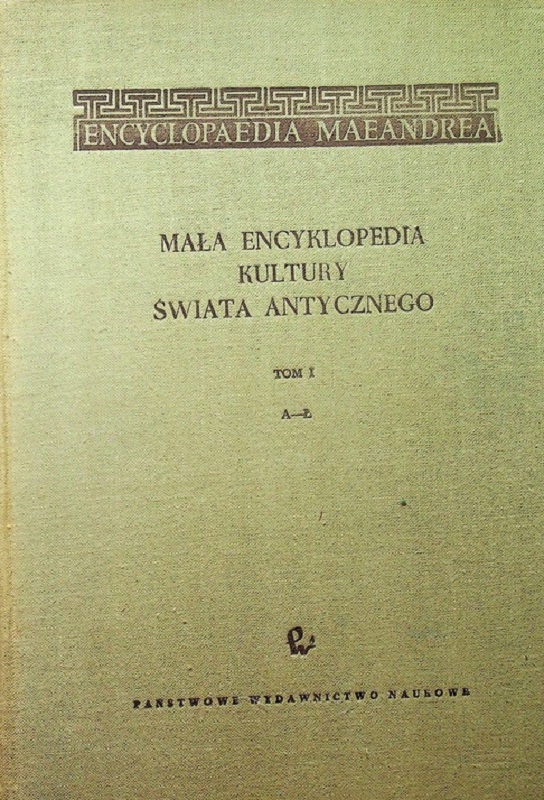 ENCYCLOPAEDIA MAEANDREA
MAŁA ENCYKLOPEDIA
KULTURY
ŚWIATA ANTYCZNEGO
TOM I
A—Ł
PAŃSTWOWE WYDAWNICTWO NAUKOWE